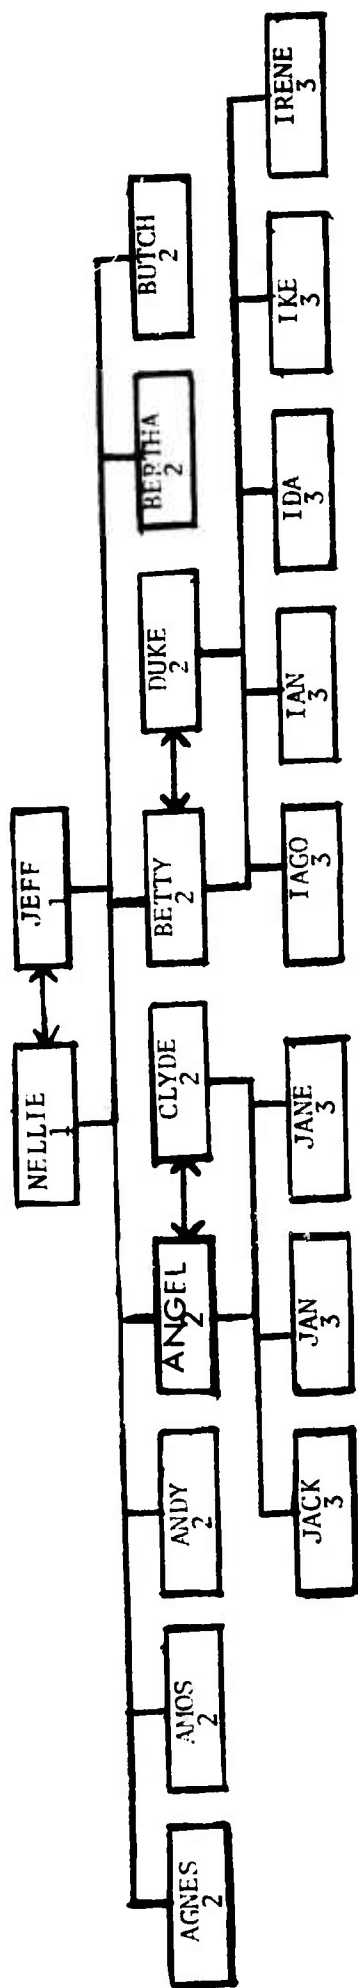 NELLIE
1
JEFF
1
AGNES
2
AMOS
2
ANDY
2
ANGEL
2
CLYDE
2
BETTY
2
DUKE
2
BERTHA
2
BUTCH
2
JACK
3
JAN
3
JANE
3
IAGO
3
IAN
3
IDA
3
IKE
3
IRENE
3